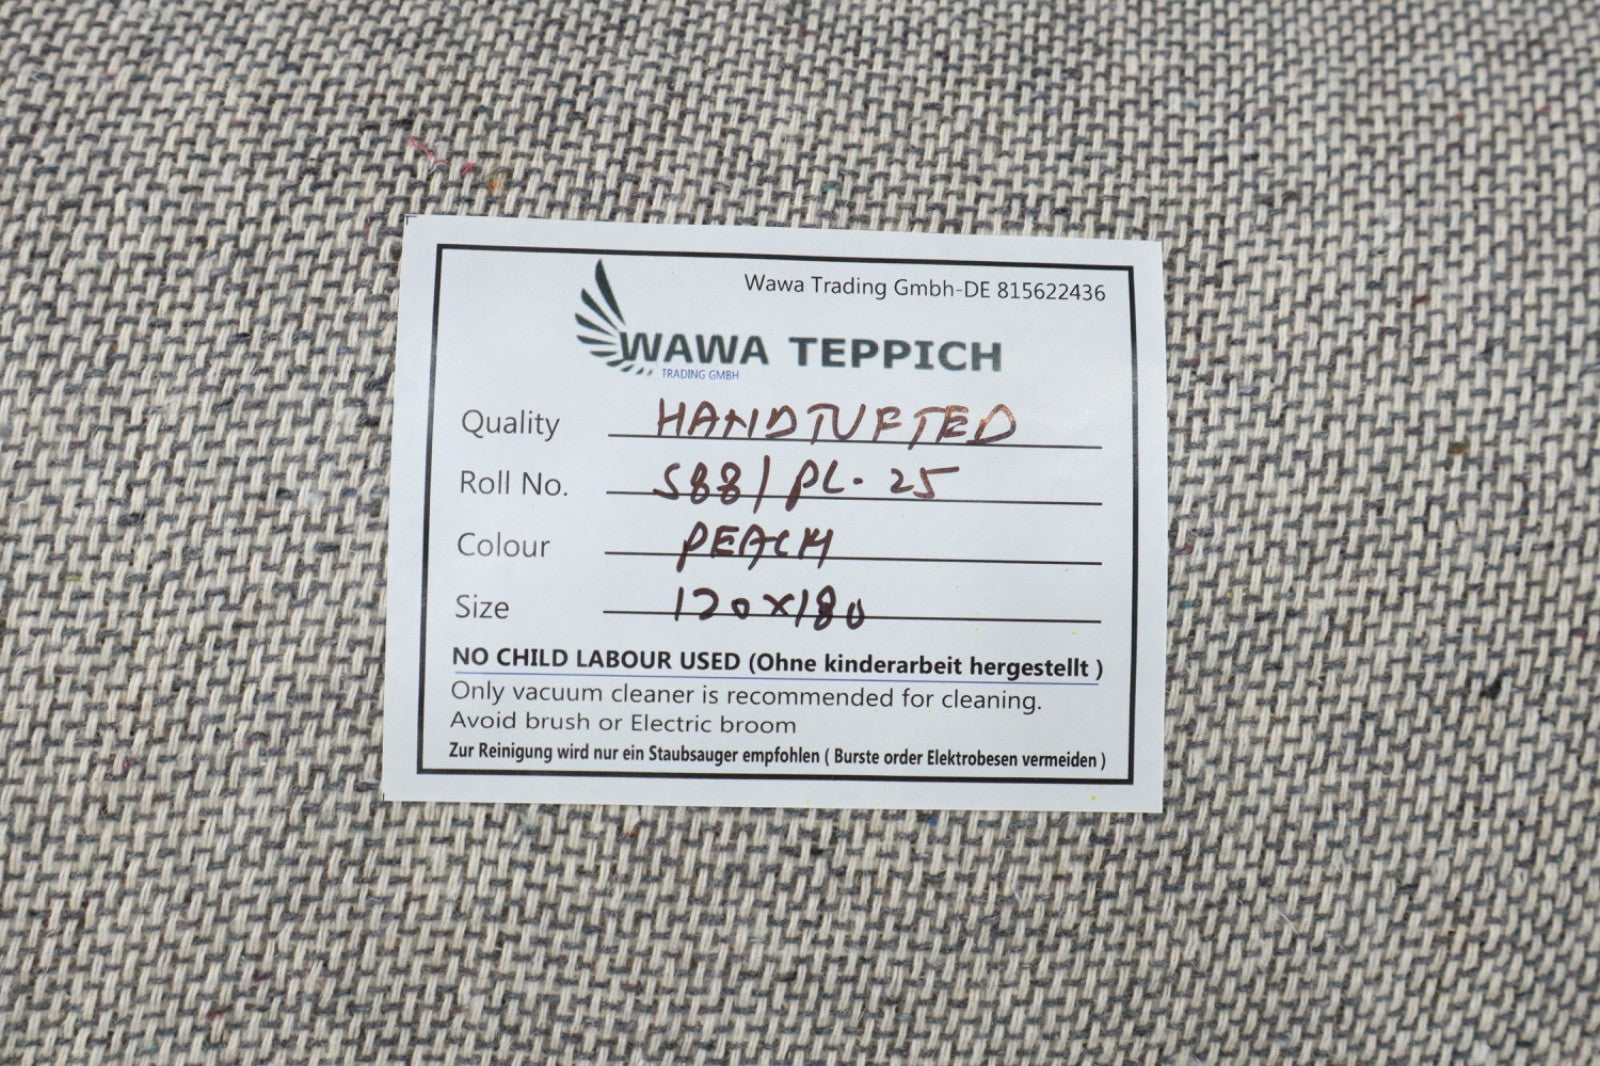 Wawa Trading Gmbh-DE 815622436
WAWA TEPPICH
TRADING GMBH
Quality HANDTUFTED
Roll No. S88/PL. 25
Colour PEACH
Size 120x180
NO CHILD LABOUR USED (Ohne kinderarbeit hergestellt )
Only vacuum cleaner is recommended for cleaning.
Avoid brush or Electric broom
Zur Reinigung wird nur ein Staubsauger empfohlen ( Burste order Elektrobesen vermeiden )